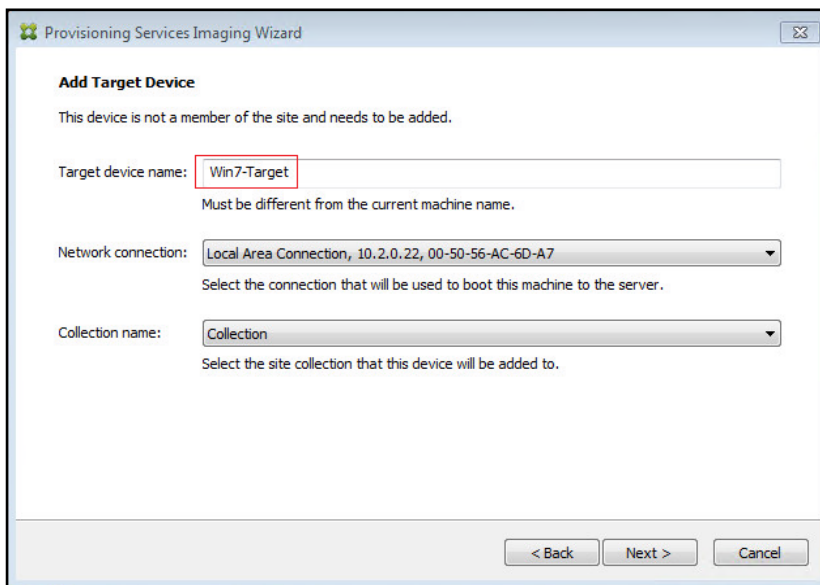 Provisioning Services Imaging Wizard
Add Target Device
This device is not a member of the site and needs to be added.
Target device name: Win7-Target
Must be different from the current machine name.
Network connection: Local Area Connection, 10.2.0.22, 00-50-56-AC-6D-A7
Select the connection that will be used to boot this machine to the server.
Collection name: Collection
Select the site collection that this device will be added to.
< Back Next > Cancel